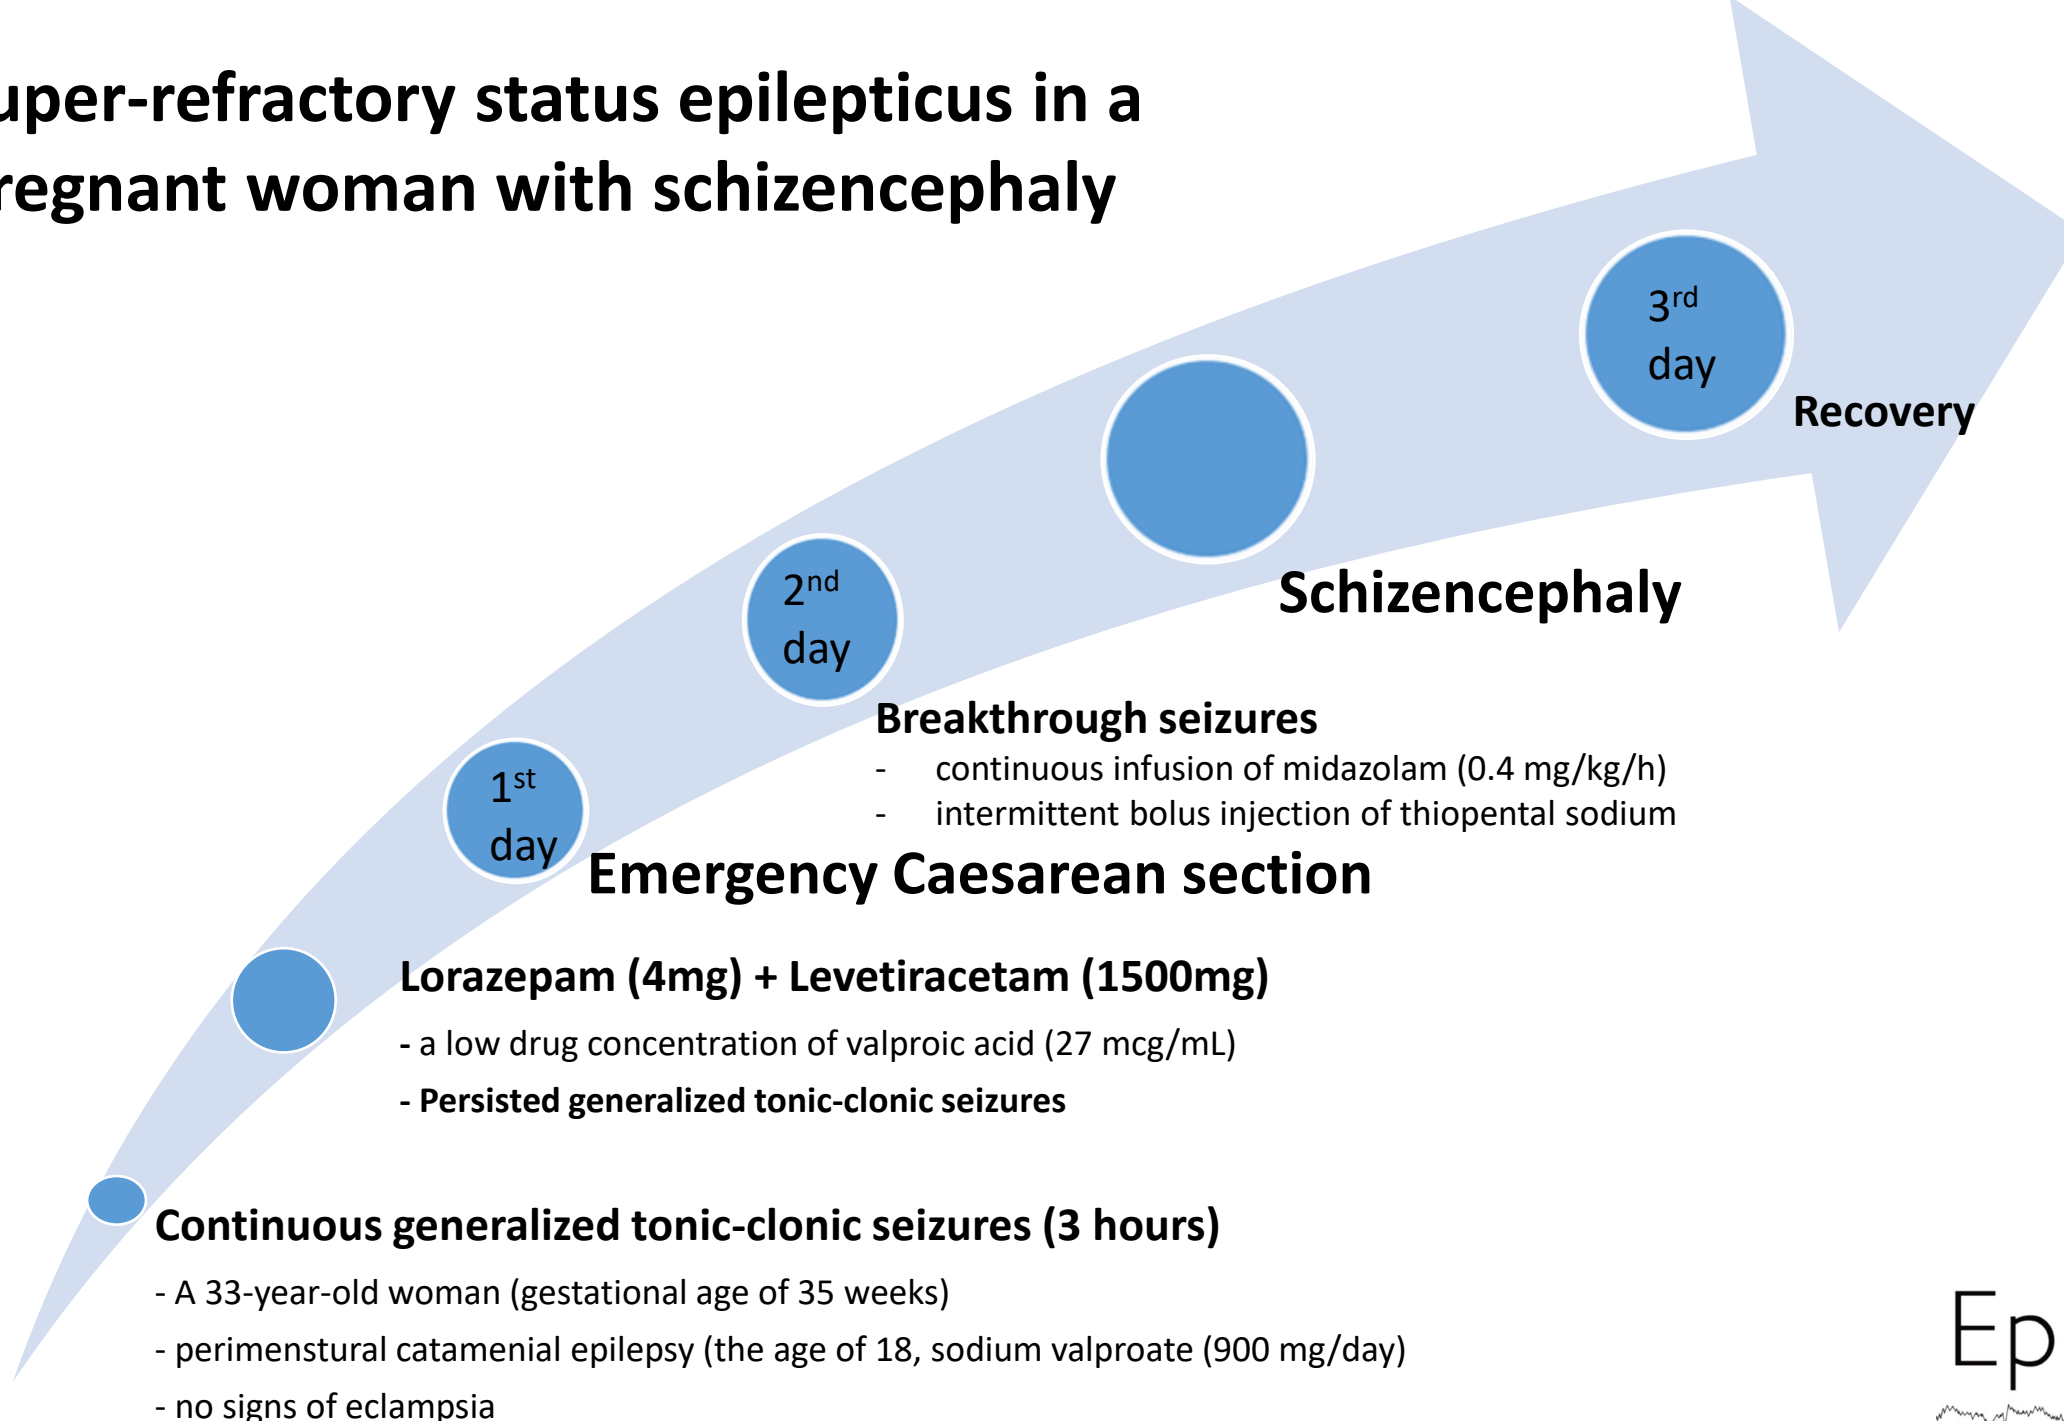 uper-refractory status epilepticus in a
regnant woman with schizencephaly
3rd
day
Recovery
Schizencephaly
2nd
day
Breakthrough seizures
- continuous infusion of midazolam (0.4 mg/kg/h)
- intermittent bolus injection of thiopental sodium
1st
day
Emergency Caesarean section
Lorazepam (4mg) + Levetiracetam (1500mg)
- a low drug concentration of valproic acid (27 mcg/mL)
- Persisted generalized tonic-clonic seizures
Continuous generalized tonic-clonic seizures (3 hours)
- A 33-year-old woman (gestational age of 35 weeks)
- perimenstural catamenial epilepsy (the age of 18, sodium valproate (900 mg/day)
- no signs of eclampsia
Ep